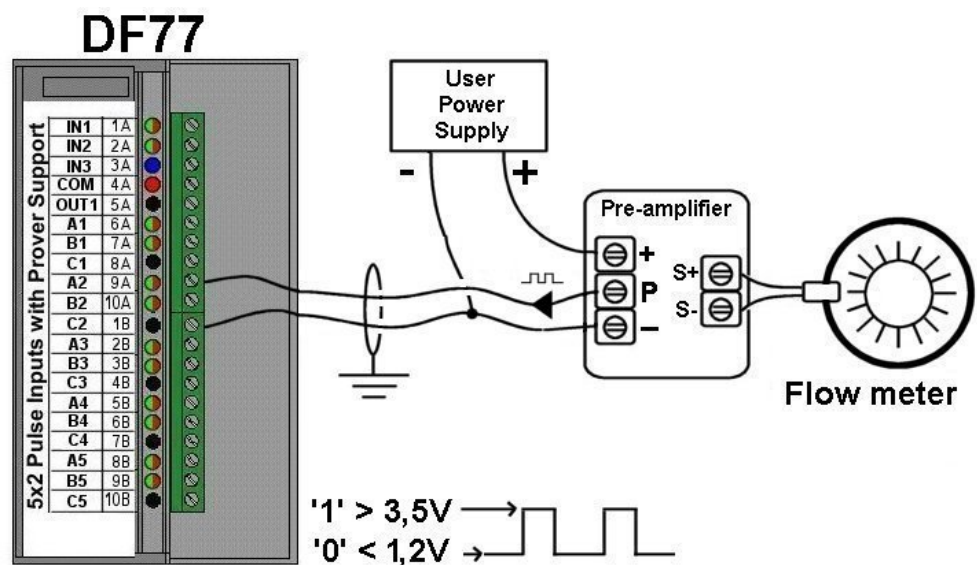 DF77
5x2 Pulse Inputs with Prover Support
IN1 1A
IN2 2A
IN3 3A
COM 4A
OUT1 5A
A1 6A
B1 7A
C1 8A
A2 9A
B2 10A
C2 1B
A3 2B
B3 3B
C3 4B
A4 5B
B4 6B
C4 7B
A5 8B
B5 9B
C5 10B
User
Power
Supply
- +
Pre-amplifier
+
P
–
S+
S-
Flow meter
'1' > 3,5V
'0' < 1,2V